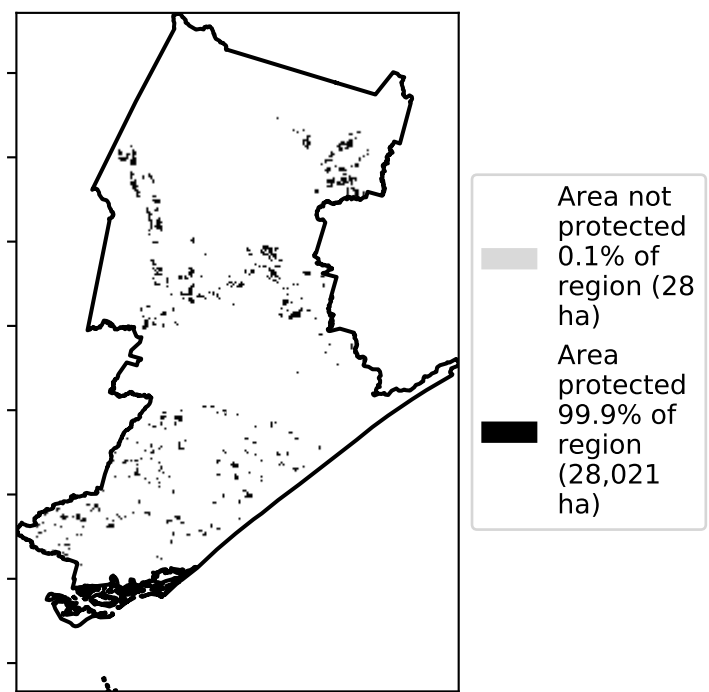 Area not
protected
0.1% of
region (28
ha)
Area
protected
99.9% of
region
(28,021
ha)